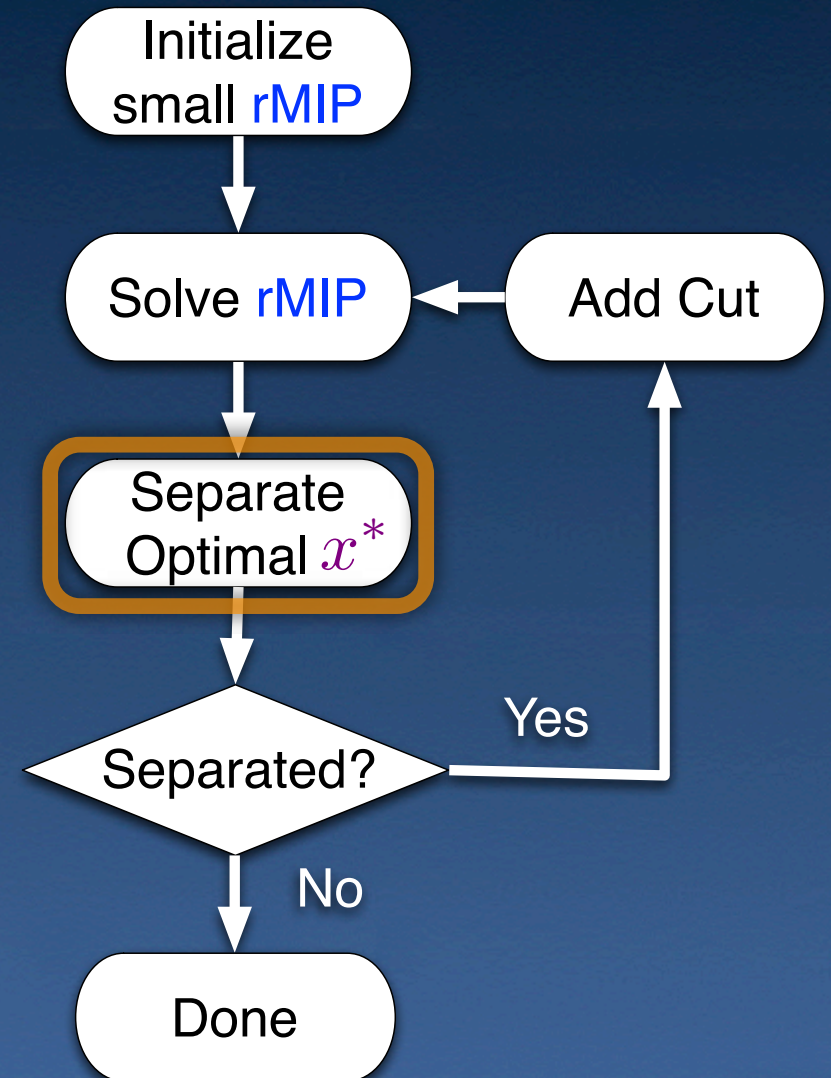 Initialize
small rMIP
Solve rMIP
Add Cut
Separate
Optimal x*
Separated?
Yes
No
Done